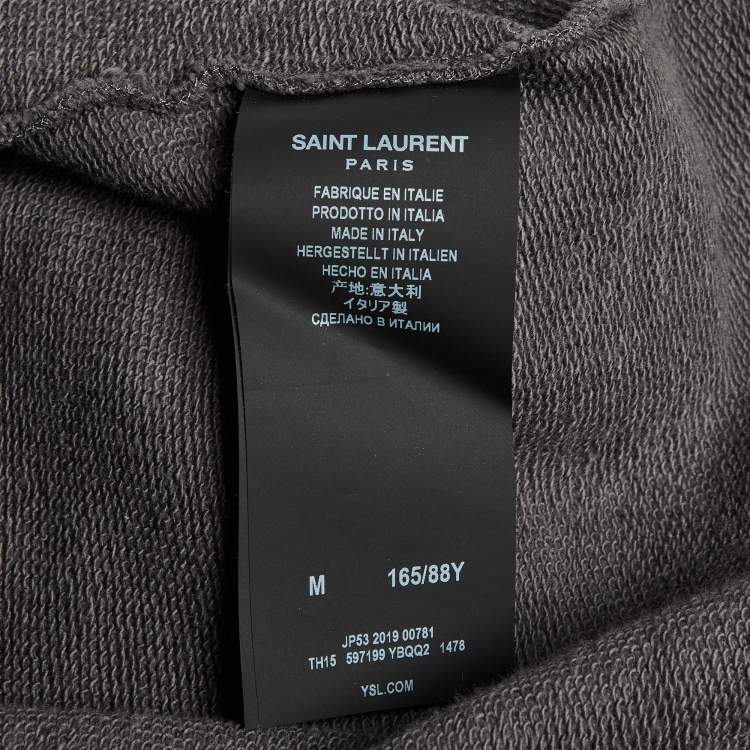 SAINT LAURENT
PARIS
FABRIQUE EN ITALIE
PRODOTTO IN ITALIA
MADE IN ITALY
HERGESTELLT IN ITALIEN
HECHO EN ITALIA
产地:意大利
イタリア製
СДЕЛАНО В ИТАЛИИ
M 165/88Y
JP53 2019 00781
TH15 597199 YBQQ2 1478
YSL.COM